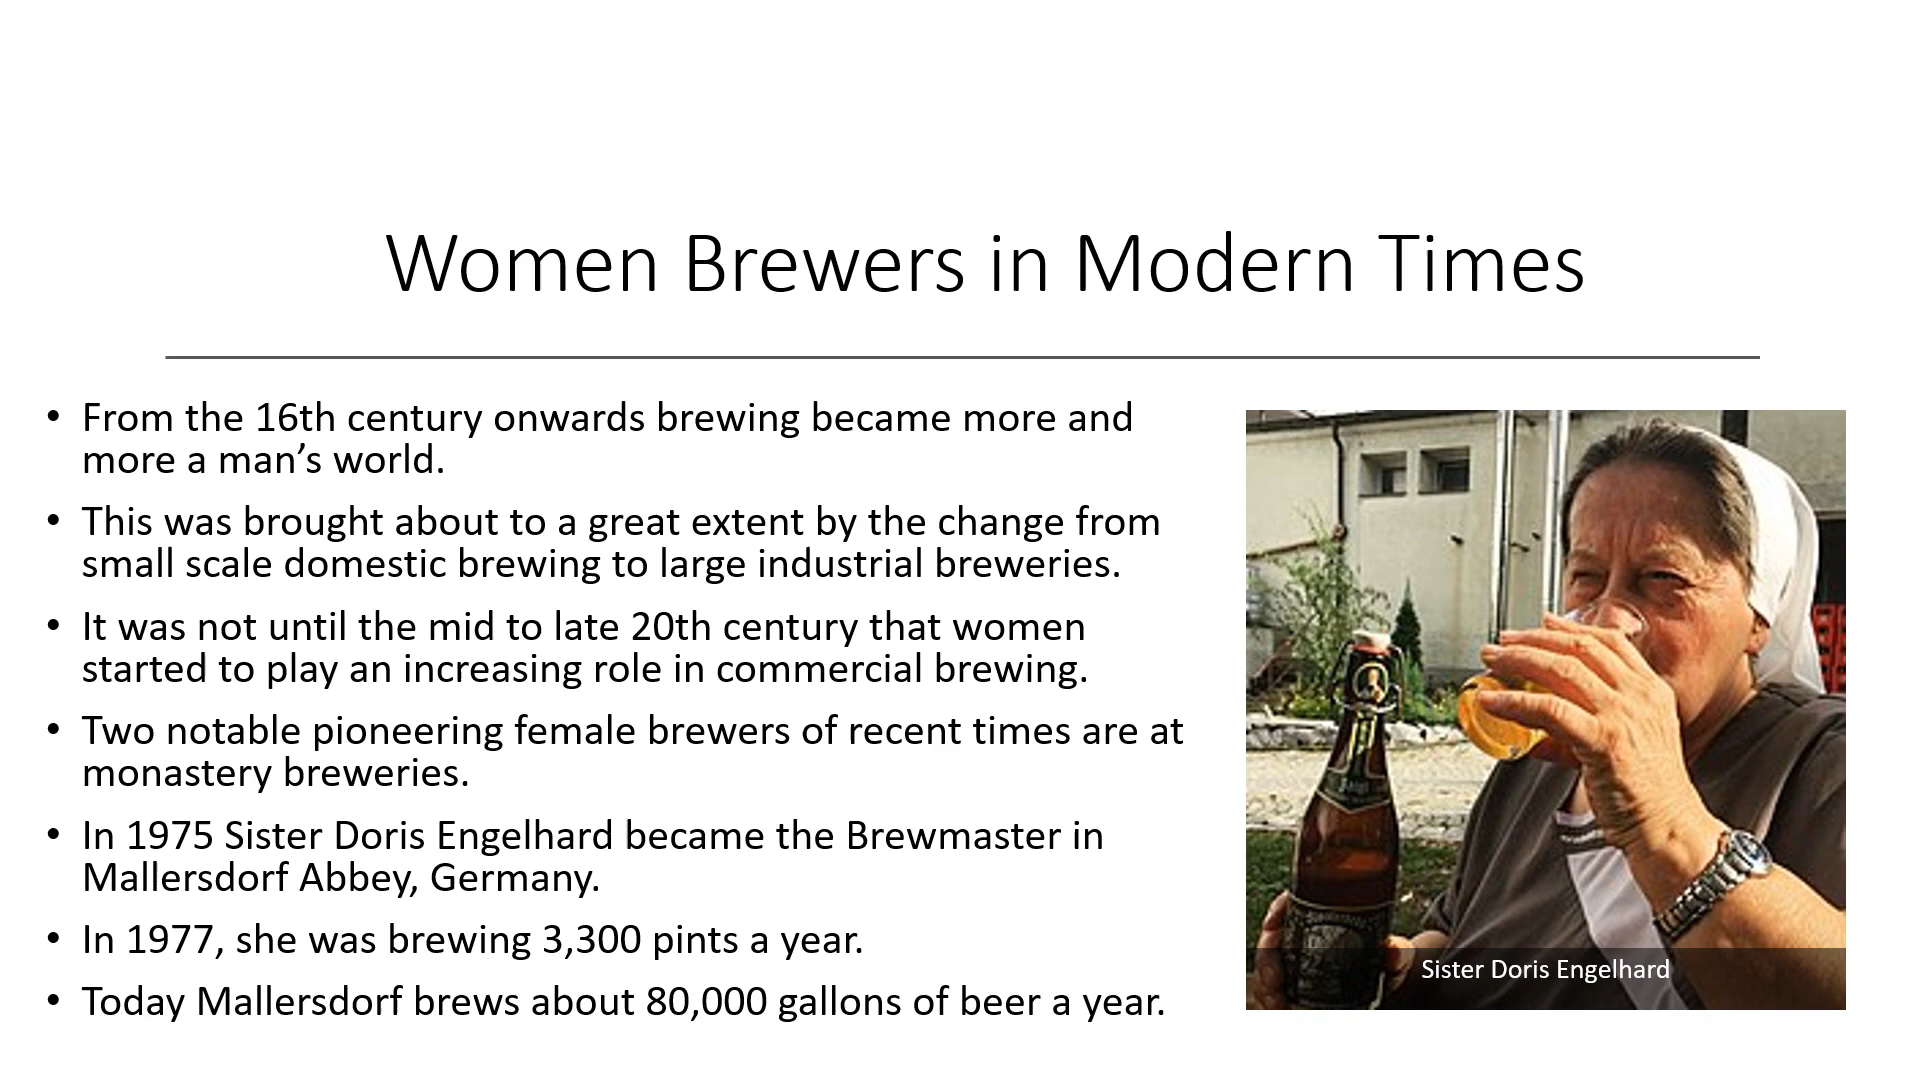 Women Brewers in Modern Times
• From the 16th century onwards brewing became more and
more a man’s world.
• This was brought about to a great extent by the change from
small scale domestic brewing to large industrial breweries.
• It was not until the mid to late 20th century that women
started to play an increasing role in commercial brewing.
• Two notable pioneering female brewers of recent times are at
monastery breweries.
• In 1975 Sister Doris Engelhard became the Brewmaster in
Mallersdorf Abbey, Germany.
• In 1977, she was brewing 3,300 pints a year.
• Today Mallersdorf brews about 80,000 gallons of beer a year.
Sister Doris Engelhard